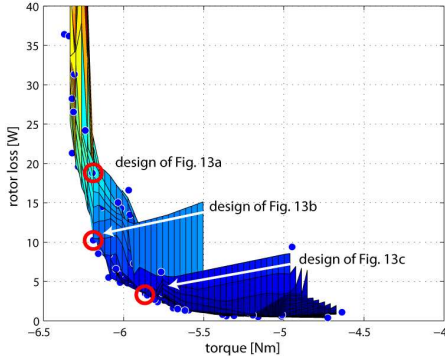 40
35
30
25
20
15
10
5
0
rotor loss [W]
design of Fig. 13a
design of Fig. 13b
design of Fig. 13c
−6.5 −6 −5.5 −5 −4.5 −4
torque [Nm]